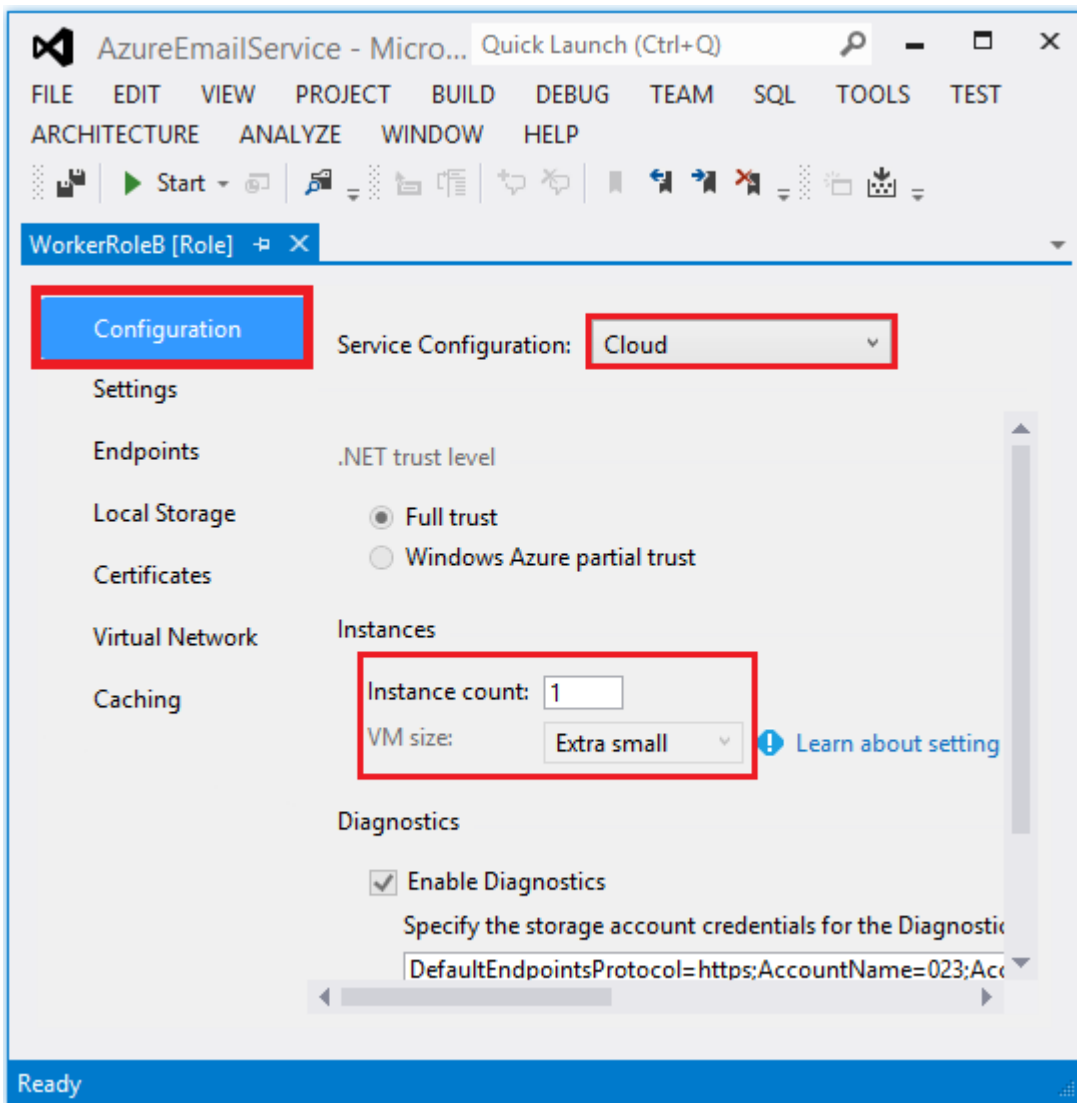 AzureEmailService - Micro... Quick Launch (Ctrl+Q)
FILE EDIT VIEW PROJECT BUILD DEBUG TEAM SQL TOOLS TEST
ARCHITECTURE ANALYZE WINDOW HELP
Start
WorkerRoleB [Role]
Configuration
Settings
Endpoints
Local Storage
Certificates
Virtual Network
Caching
Service Configuration: Cloud
.NET trust level
Full trust
Windows Azure partial trust
Instances
Instance count: 1
VM size: Extra small Learn about setting
Diagnostics
Enable Diagnostics
Specify the storage account credentials for the Diagnostic
DefaultEndpointsProtocol=https;AccountName=023;Acc
Ready